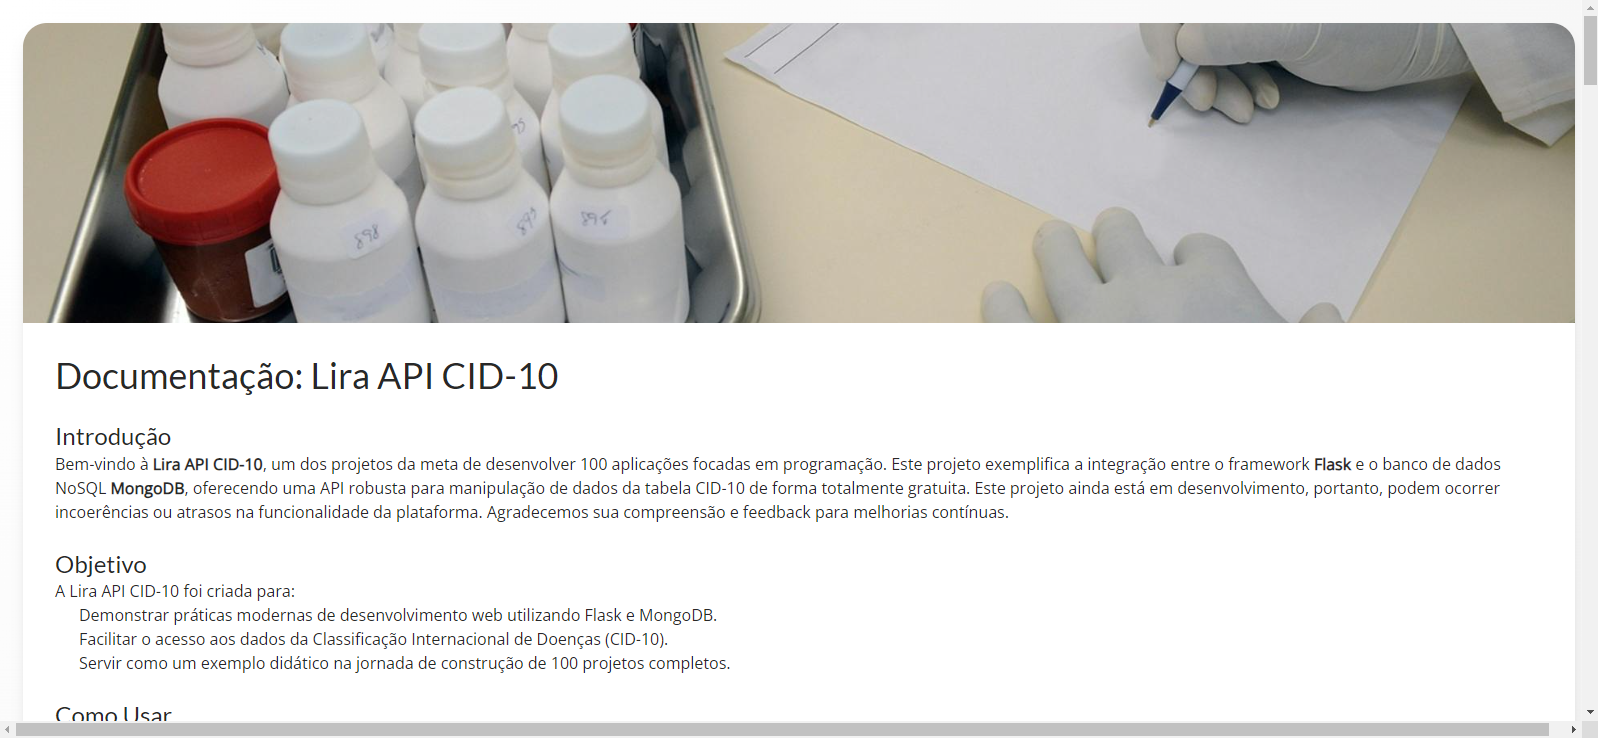 898
895
896
Documentação: Lira API CID-10
Introdução
Bem-vindo à Lira API CID-10, um dos projetos da meta de desenvolver 100 aplicações focadas em programação. Este projeto exemplifica a integração entre o framework Flask e o banco de dados
NoSQL MongoDB, oferecendo uma API robusta para manipulação de dados da tabela CID-10 de forma totalmente gratuita. Este projeto ainda está em desenvolvimento, portanto, podem ocorrer
incoerências ou atrasos na funcionalidade da plataforma. Agradecemos sua compreensão e feedback para melhorias contínuas.
Objetivo
A Lira API CID-10 foi criada para:
Demonstrar práticas modernas de desenvolvimento web utilizando Flask e MongoDB.
Facilitar o acesso aos dados da Classificação Internacional de Doenças (CID-10).
Servir como um exemplo didático na jornada de construção de 100 projetos completos.
Como Usar